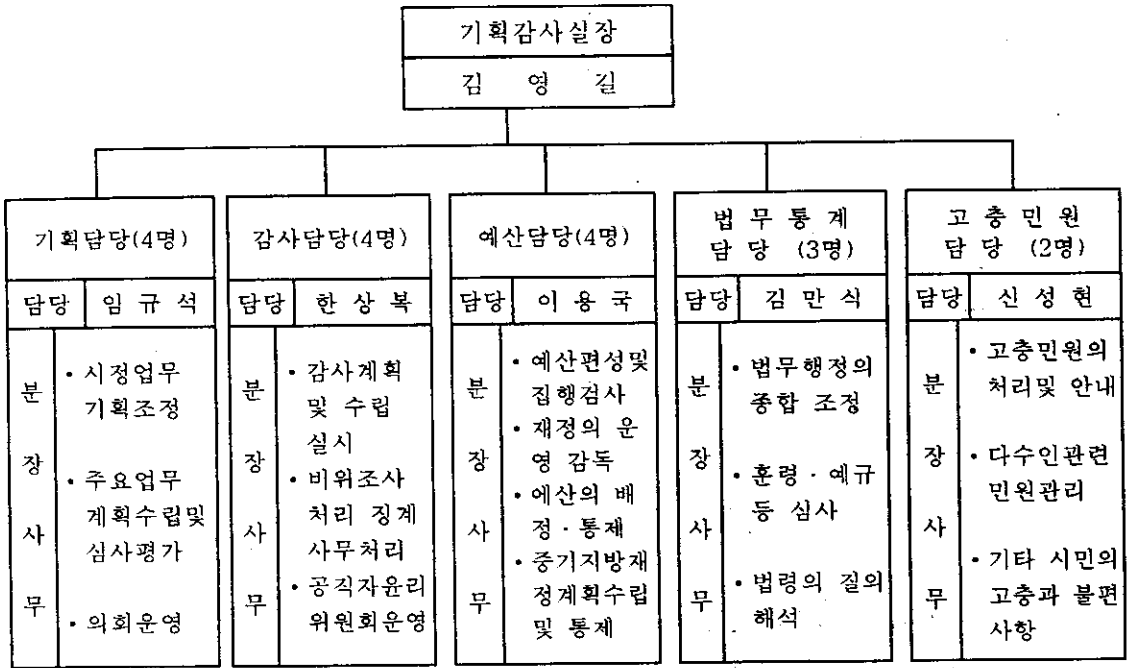 기획감사실장
김 영 길
기획담당(4명)
담당 임규석
분장사무
• 시정업무
기획조정
• 주요업무
계획수립및
심사평가
• 의회운영
감사담당(4명)
담당 한상복
분장사무
• 감사계획
및 수립
실시
• 비위조사
처리 징계
사무처리
• 공직자윤리
위원회운영
예산담당(4명)
담당 이용국
분장사무
• 예산편성및
집행검사
• 재정의 운
영 감독
• 에산의 배
정·통제
• 중기지방재
정계획수립
및 통제
법무통계
담당 (3명)
담당 김만식
분장사무
• 법무행정의
종합 조정
• 훈령·예규
등 심사
• 법령의 질의
해석
고충민원
담당 (2명)
담당 신성현
분장사무
• 고충민원의
처리및 안내
• 다수인관련
민원관리
• 기타 시민의
고충과 불편
사항